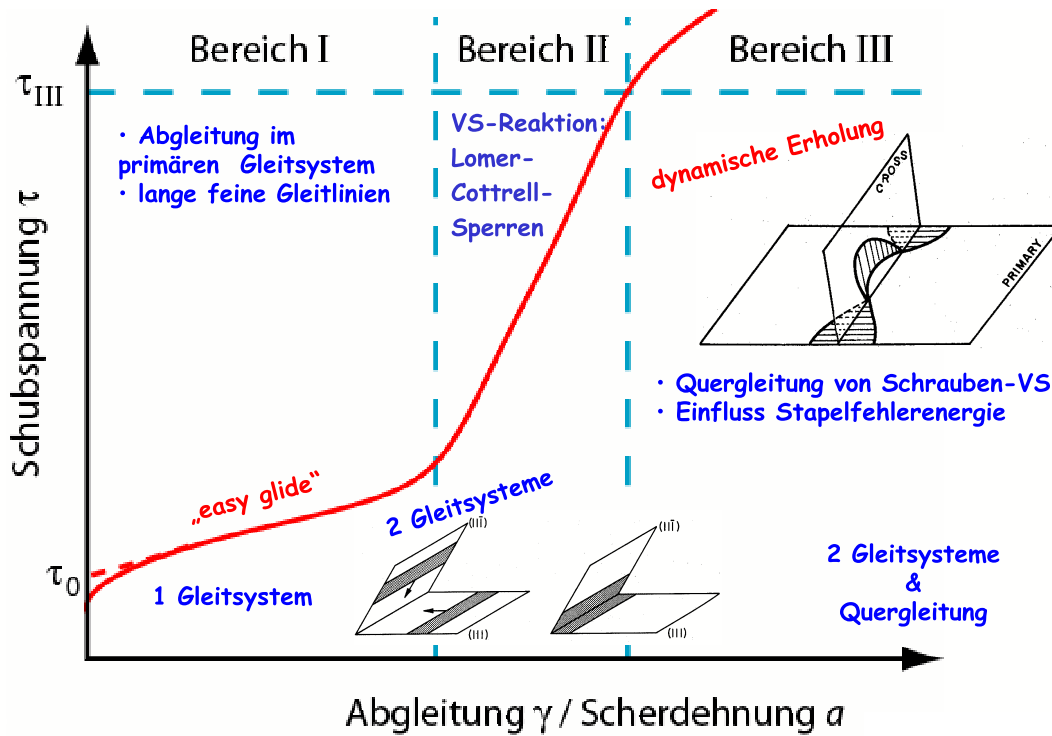 Bereich I
Bereich II
Bereich III
τIII
• Abgleitung im
primären Gleitsystem
• lange feine Gleitlinien
VS-Reaktion:
Lomer-
Cottrell-
Sperren
dynamische Erholung
CROSS
PRIMARY
• Quergleitung von Schrauben-VS
• Einfluss Stapelfehlerenergie
Schubspannung τ
„easy glide“
2 Gleitsysteme
(111̄)
(111)
(111̄)
(111)
τ0
1 Gleitsystem
2 Gleitsysteme
&
Quergleitung
Abgleitung γ / Scherdehnung a